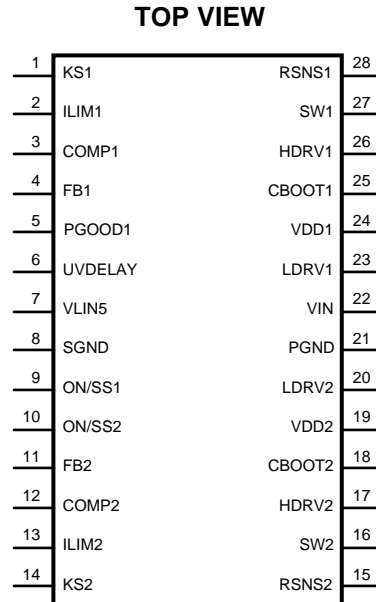 TOP VIEW
1 KS1 RSNS1 28
2 ILIM1 SW1 27
3 COMP1 HDRV1 26
4 FB1 CBOOT1 25
5 PGOOD1 VDD1 24
6 UVDELAY LDRV1 23
7 VLIN5 VIN 22
8 SGND PGND 21
9 ON/SS1 LDRV2 20
10 ON/SS2 VDD2 19
11 FB2 CBOOT2 18
12 COMP2 HDRV2 17
13 ILIM2 SW2 16
14 KS2 RSNS2 15